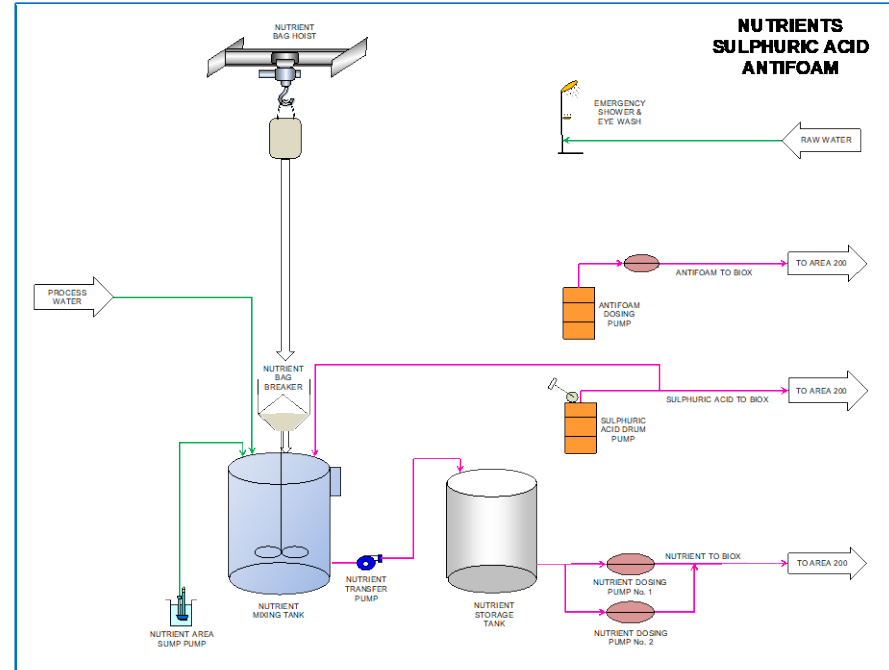 NUTRIENTS
SULPHURIC ACID
ANTIFOAM
NUTRIENT
BAG HOIST
EMERGENCY
SHOWER &
EYE WASH
RAW WATER
TO AREA 200
ANTIFOAM TO BIOX
PROCESS
WATER
ANTIFOAM
DOSING
PUMP
NUTRIENT
BAG
BREAKER
TO AREA 200
SULPHURIC ACID TO BIOX
SULPHURIC
ACID DRUM
PUMP
NUTRIENT TO BIOX
TO AREA 200
NUTRIENT
TRANSFER
PUMP
NUTRIENT DOSING
PUMP No. 1
NUTRIENT
MIXING TANK
NUTRIENT
STORAGE
TANK
NUTRIENT AREA
SUMP PUMP
NUTRIENT DOSING
PUMP No. 2